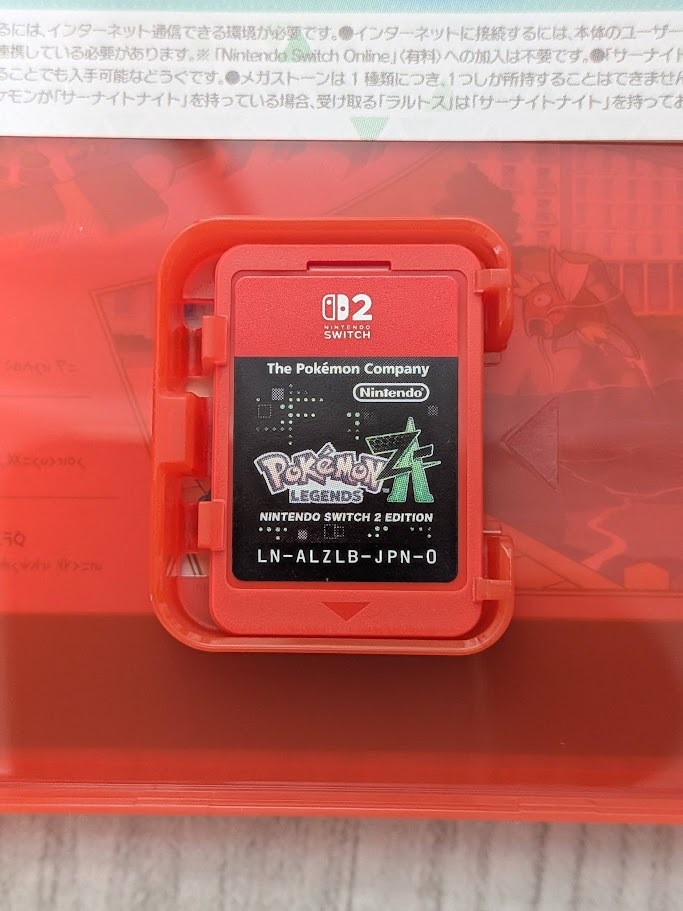 るには、インターネット通信できる環境が必要です。●インターネットに接続するには、本体のユーザー
連携している必要があります。※「Nintendo Switch Online」(有料)への加入は不要です。●「サーナイト
ることでも入手可能などうぐです。●メガストーンは1種類につき、1つしか所持することはできません
ケモンが「サーナイトナイト」を持っている場合、受け取る「ラルトス」は「サーナイトナイト」を持ってお
2
NINTENDO
SWITCH
The Pokémon Company
Nintendo
POKéMON
LEGENDS
Z-A
TM
NINTENDO SWITCH 2 EDITION
LN-ALZLB-JPN-0